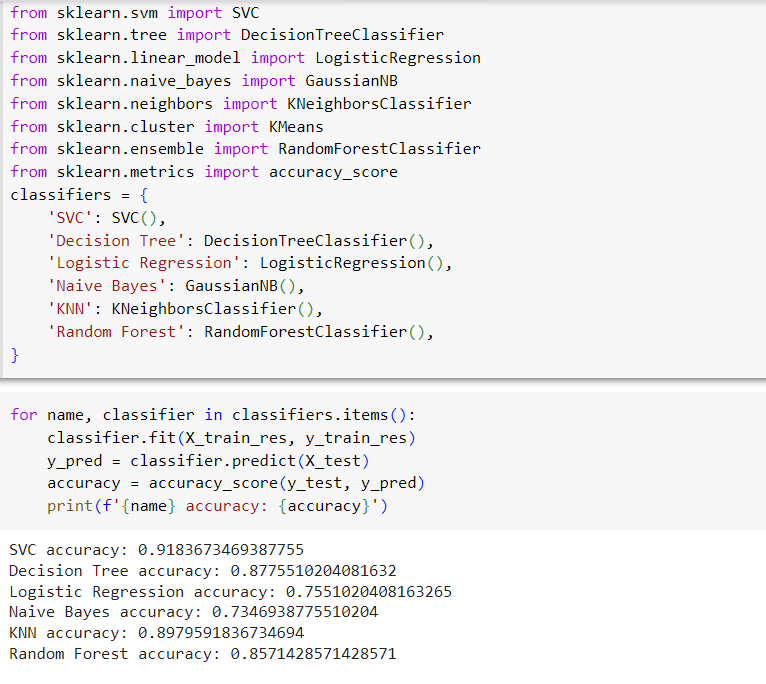 from sklearn.svm import SVC
from sklearn.tree import DecisionTreeClassifier
from sklearn.linear_model import LogisticRegression
from sklearn.naive_bayes import GaussianNB
from sklearn.neighbors import KNeighborsClassifier
from sklearn.cluster import KMeans
from sklearn.ensemble import RandomForestClassifier
from sklearn.metrics import accuracy_score
classifiers = {
    'SVC': SVC(),
    'Decision Tree': DecisionTreeClassifier(),
    'Logistic Regression': LogisticRegression(),
    'Naive Bayes': GaussianNB(),
    'KNN': KNeighborsClassifier(),
    'Random Forest': RandomForestClassifier(),
}
for name, classifier in classifiers.items():
    classifier.fit(X_train_res, y_train_res)
    y_pred = classifier.predict(X_test)
    accuracy = accuracy_score(y_test, y_pred)
    print(f'{name} accuracy: {accuracy}')
SVC accuracy: 0.9183673469387755
Decision Tree accuracy: 0.8775510204081632
Logistic Regression accuracy: 0.7551020408163265
Naive Bayes accuracy: 0.7346938775510204
KNN accuracy: 0.8979591836734694
Random Forest accuracy: 0.8571428571428571